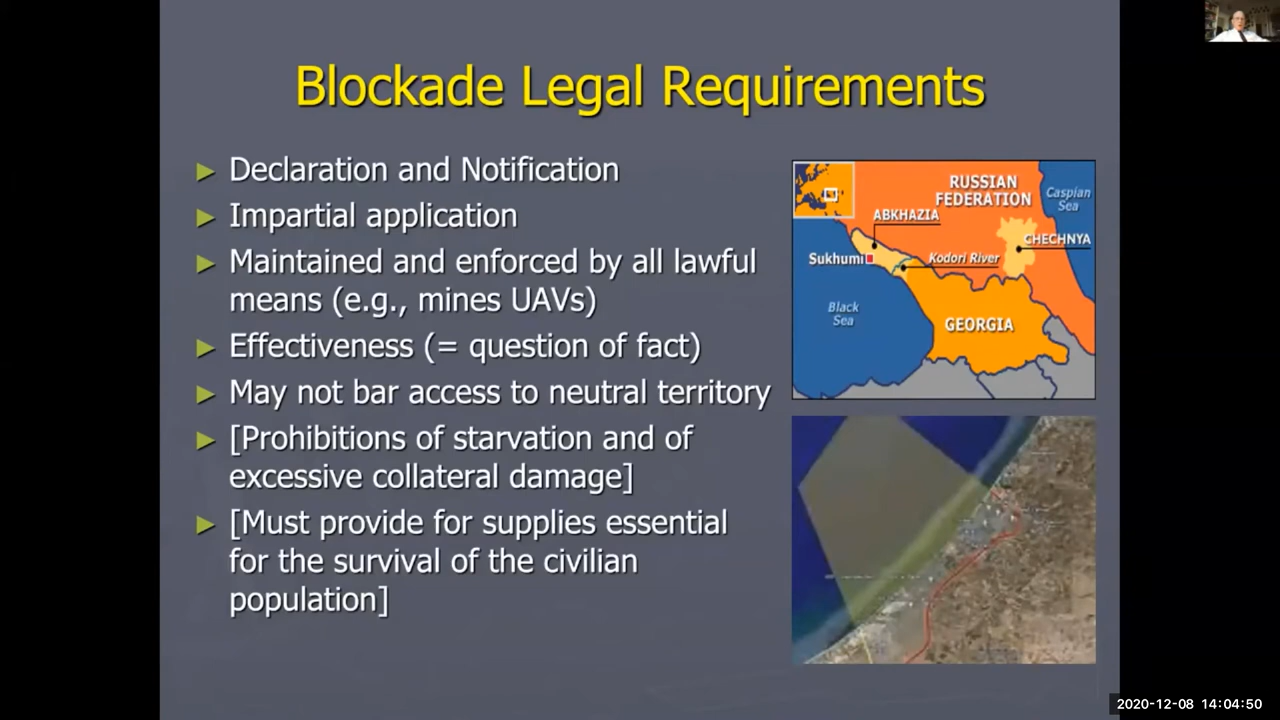 Blockade Legal Requirements
Declaration and Notification
Impartial application
Maintained and enforced by all lawful
means (e.g., mines UAVs)
Effectiveness (= question of fact)
May not bar access to neutral territory
[Prohibitions of starvation and of
excessive collateral damage]
[Must provide for supplies essential
for the survival of the civilian
population]
RUSSIAN
FEDERATION
Caspian
Sea
ABKHAZIA
CHECHNYA
Sukhumi
Kodori River
Black
Sea
GEORGIA
2020-12-08 14:04:50